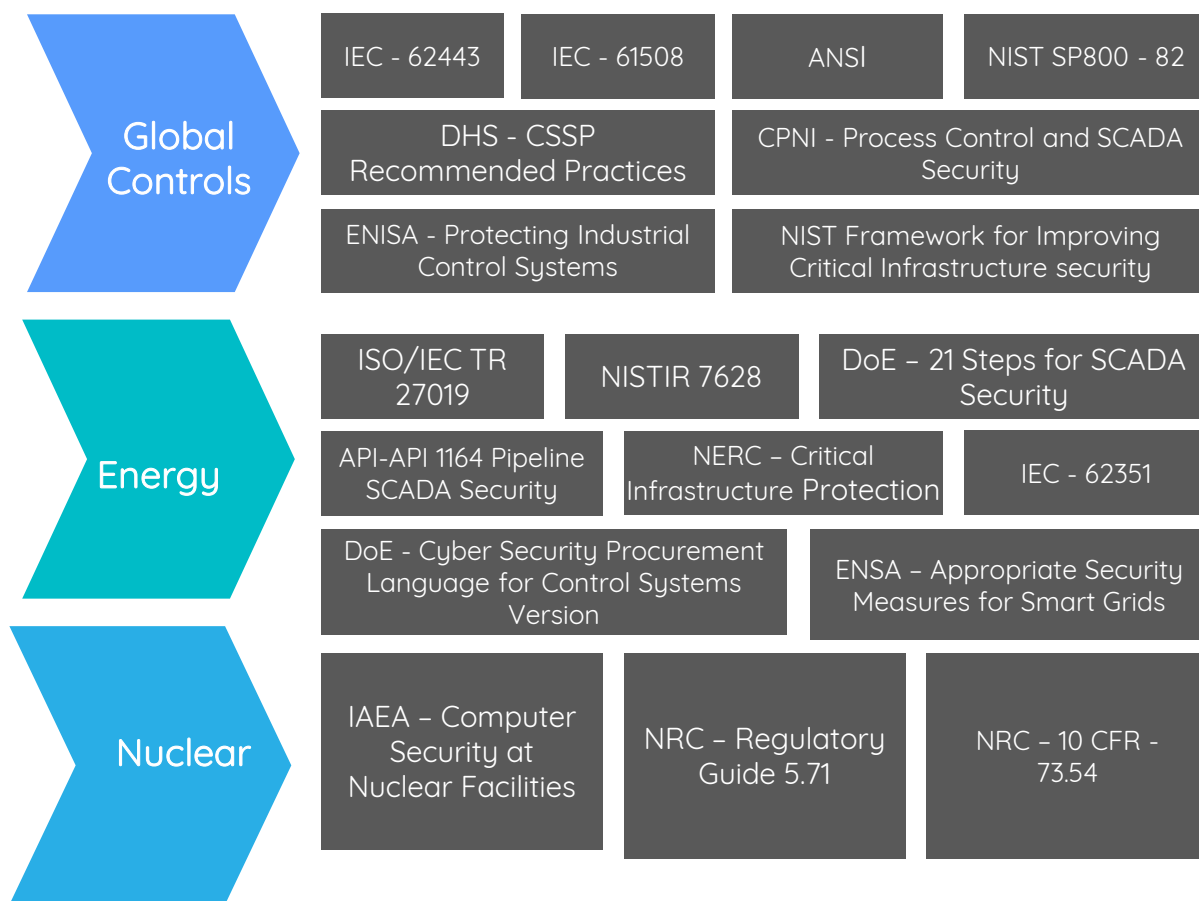 Global
Controls
IEC - 62443
IEC - 61508
ANSI
NIST SP800 - 82
DHS - CSSP
Recommended Practices
CPNI - Process Control and SCADA
Security
ENISA - Protecting Industrial
Control Systems
NIST Framework for Improving
Critical Infrastructure security
Energy
ISO/IEC TR
27019
NISTIR 7628
DoE – 21 Steps for SCADA
Security
API-API 1164 Pipeline
SCADA Security
NERC – Critical
Infrastructure Protection
IEC - 62351
DoE - Cyber Security Procurement
Language for Control Systems
Version
ENSA – Appropriate Security
Measures for Smart Grids
Nuclear
IAEA – Computer
Security at
Nuclear Facilities
NRC – Regulatory
Guide 5.71
NRC – 10 CFR -
73.54